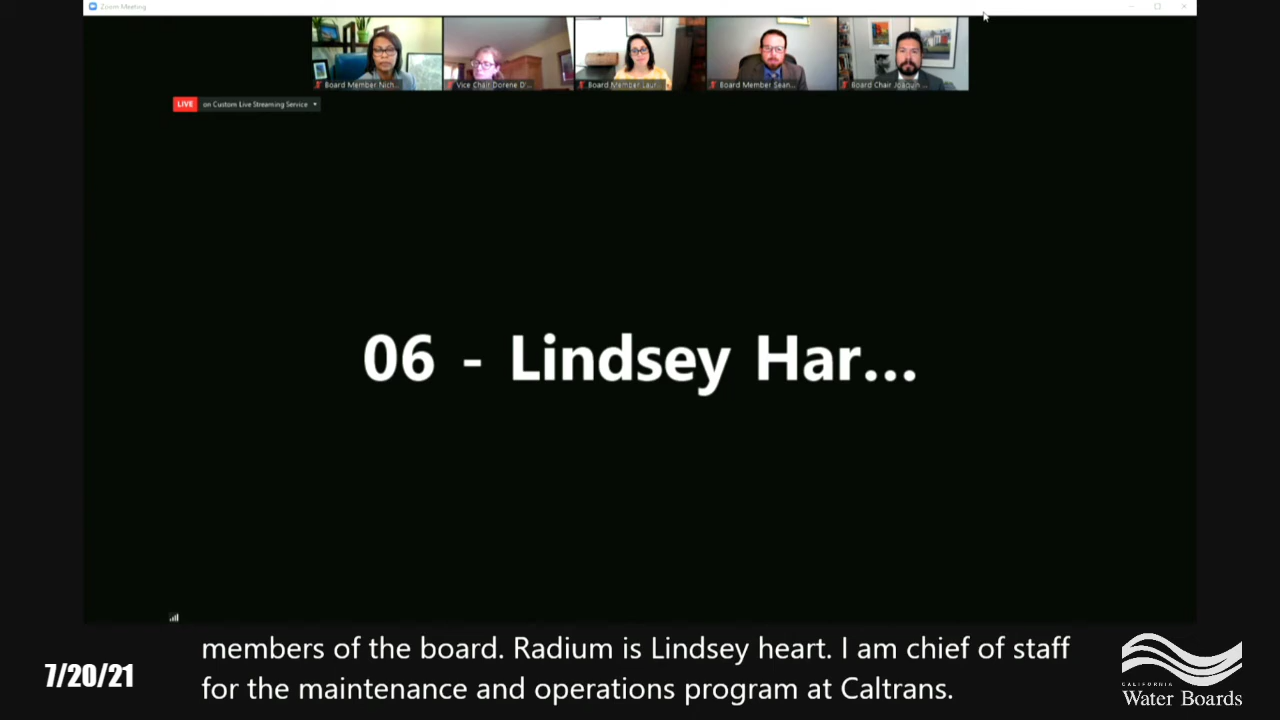 Zoom Meeting
Board Member Nich...
Vice Chair Dorene D'...
Board Member Laur...
Board Member Sean...
Board Chair Joaquin ...
LIVE on Custom Live Streaming Service
06 - Lindsey Har...
members of the board. Radium is Lindsey heart. I am chief of staff
for the maintenance and operations program at Caltrans.
7/20/21
CALIFORNIA
Water Boards